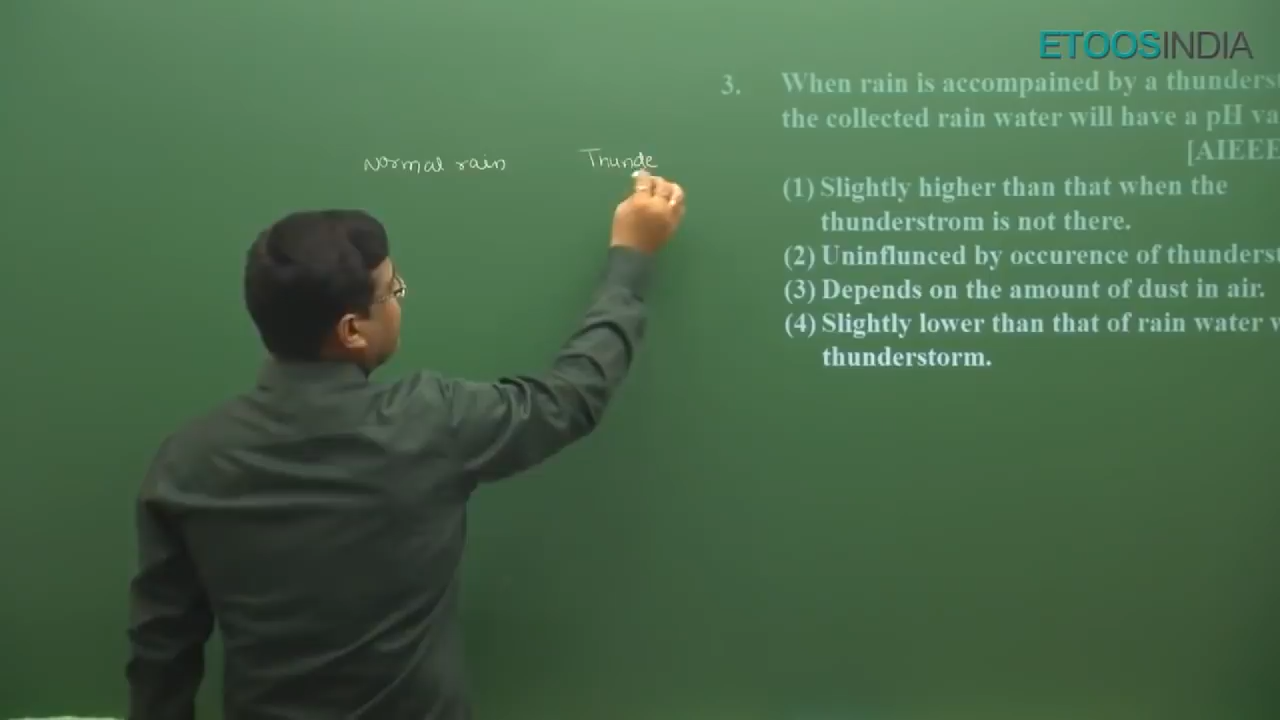 ETOOSINDIA
3. When rain is accompained by a thunderst
the collected rain water will have a pH va
[AIEEE
(1) Slightly higher than that when the
thunderstrom is not there.
(2) Uninflunced by occurence of thunderst
(3) Depends on the amount of dust in air.
(4) Slightly lower than that of rain water w
thunderstorm.
Normal rain Thunde